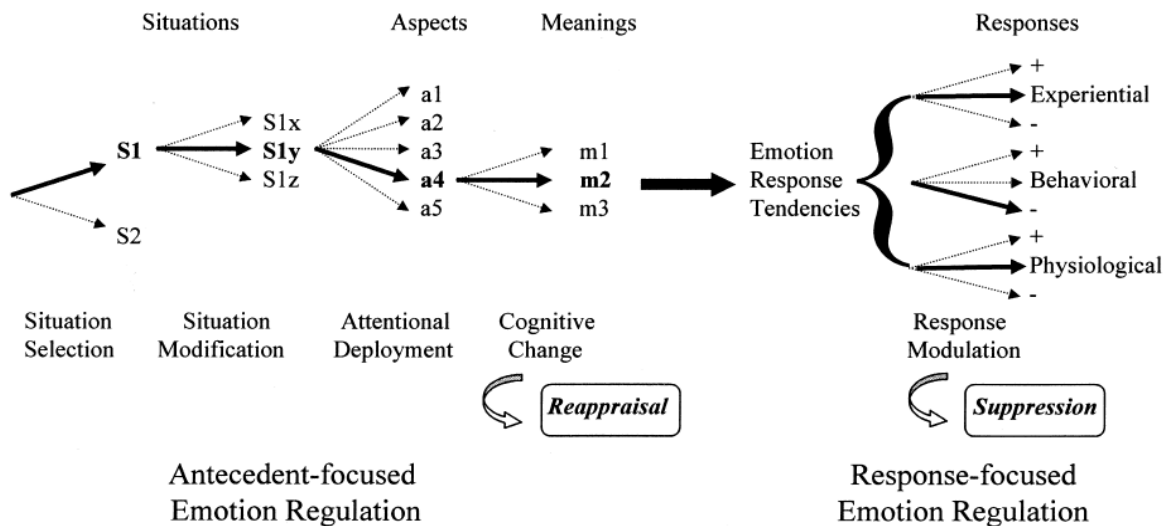 Situations Aspects Meanings Responses
+
a1 Experiential
S1x a2 -
S1 S1y a3 m1 Emotion +
S1z a4 m2 Response Behavioral
a5 m3 Tendencies -
S2 +
Physiological
-
Situation Situation Attentional Cognitive Response
Selection Modification Deployment Change Modulation
Reappraisal Suppression
Antecedent-focused Response-focused
Emotion Regulation Emotion Regulation